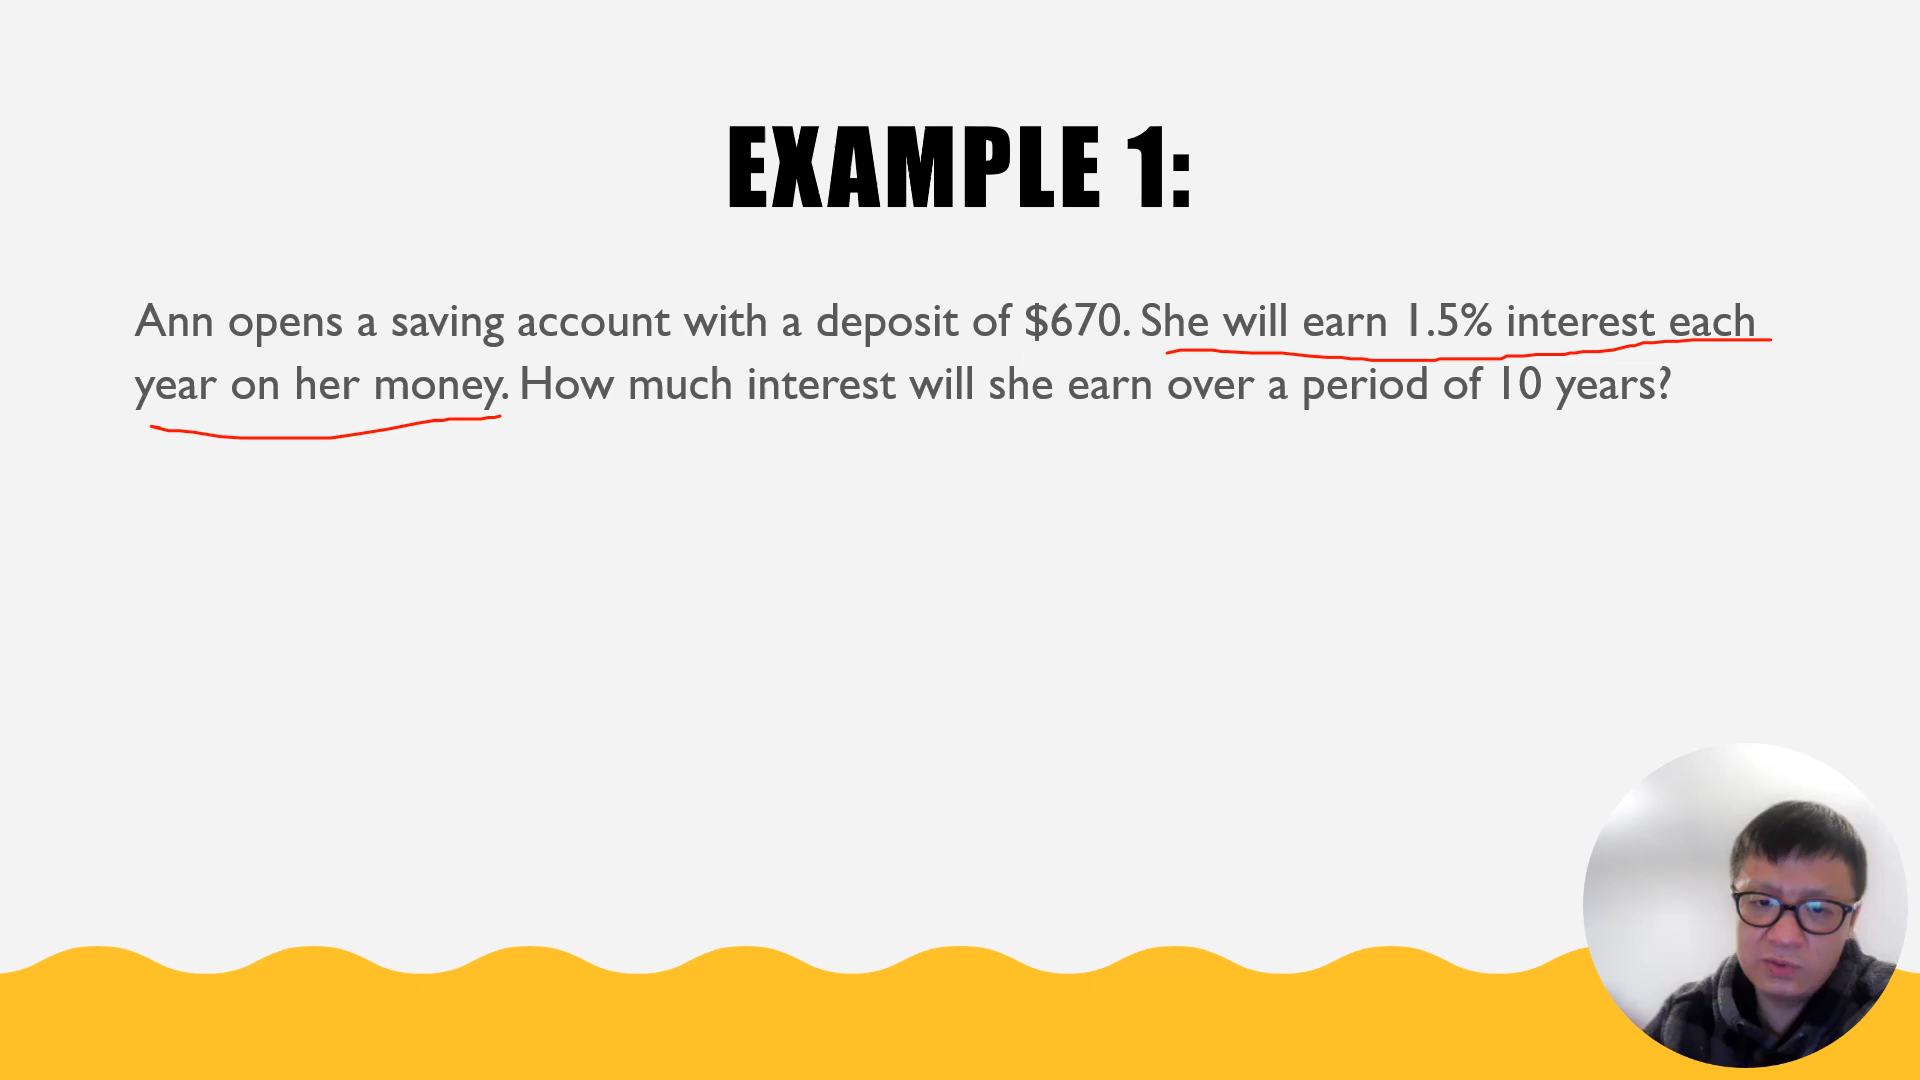 EXAMPLE 1:
Ann opens a saving account with a deposit of $670. She will earn 1.5% interest each
year on her money. How much interest will she earn over a period of 10 years?